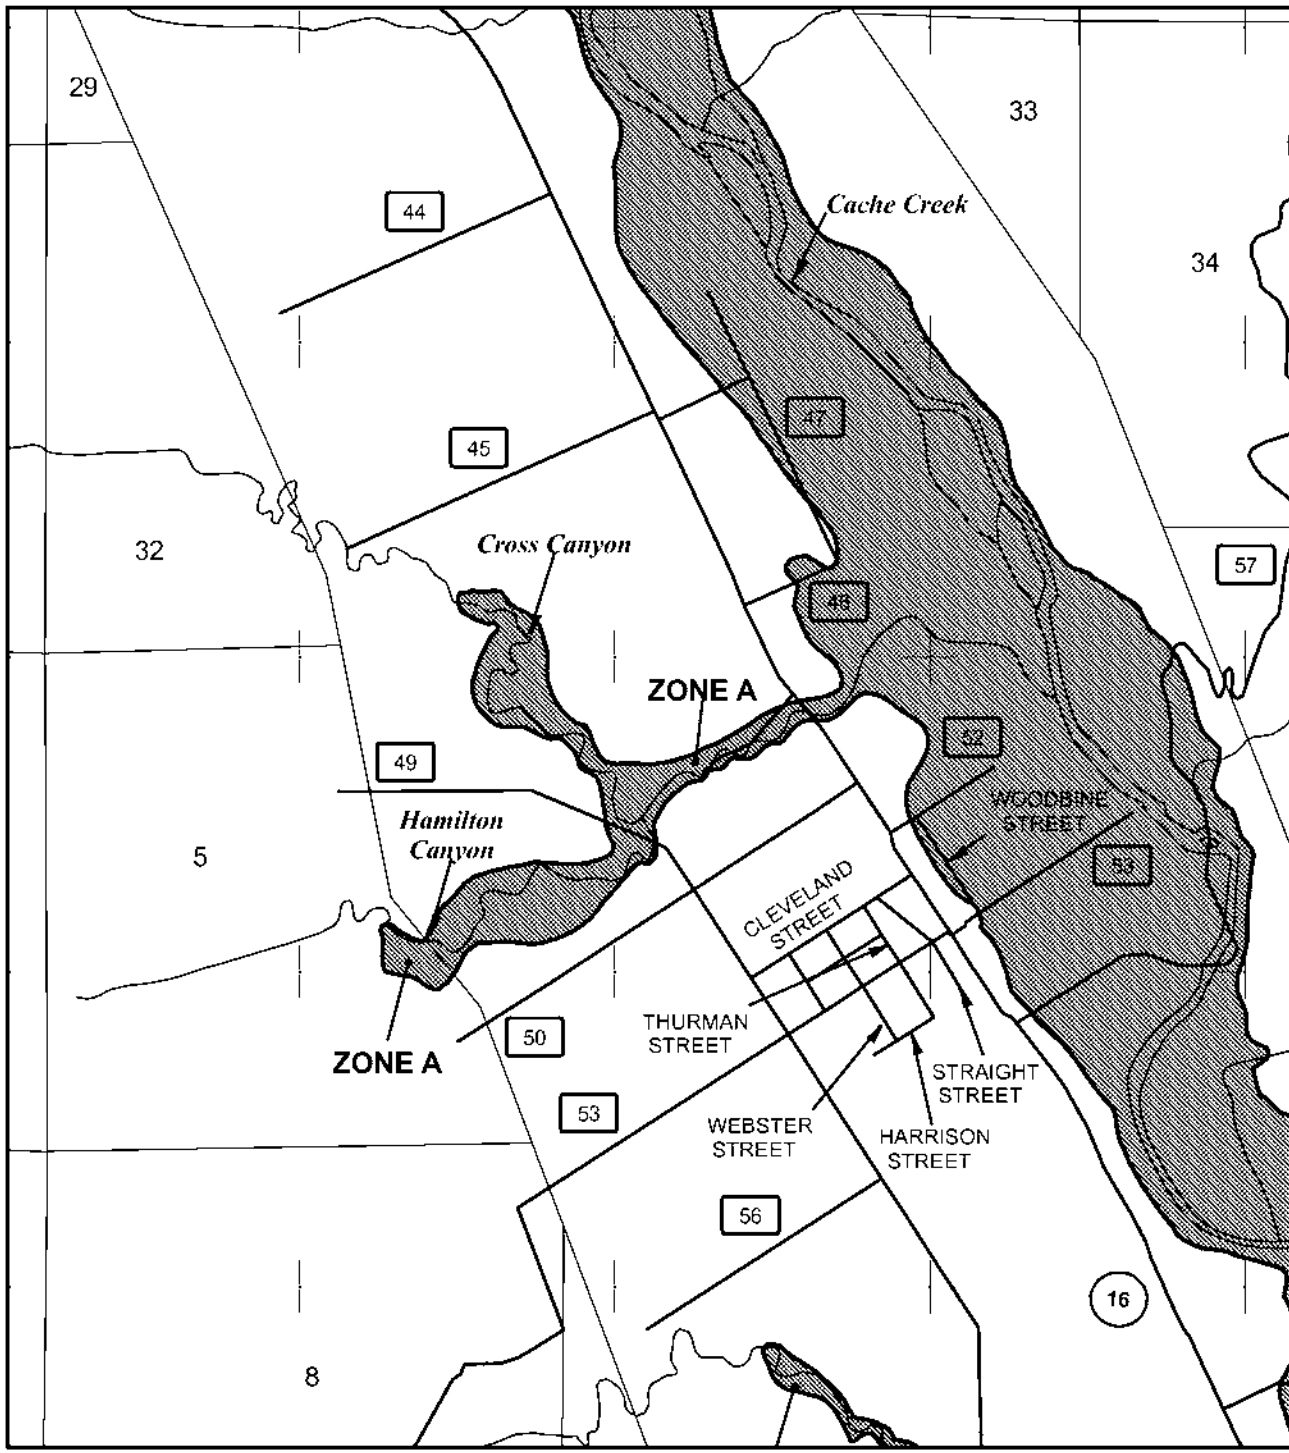 29
33
44
Cache Creek
34
47
45
Cross Canyon
32
57
48
ZONE A
52
49
WOODBINE
STREET
Hamilton
Canyon
5
53
CLEVELAND
STREET
THURMAN
STREET
50
ZONE A
STRAIGHT
STREET
53
WEBSTER
STREET
HARRISON
STREET
56
16
8